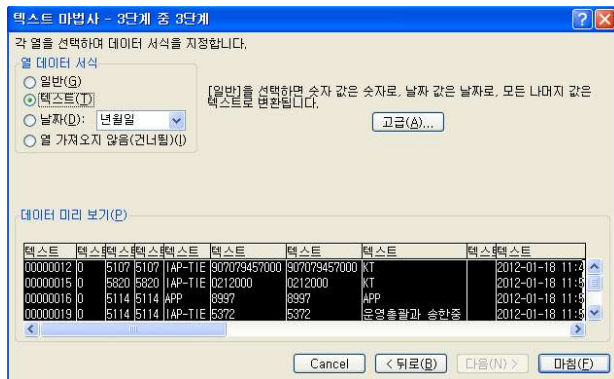 텍스트 마법사 - 3단계 중 3단계
각 열을 선택하여 데이터 서식을 지정합니다.
열 데이터 서식
일반(G)
텍스트(T)
날짜(D): 년월일
열 가져오지 않음(건너뜀)(I)
[일반]을 선택하면 숫자 값은 숫자로, 날짜 값은 날짜로, 모든 나머지 값은
텍스트로 변환됩니다.
고급(A)...
데이터 미리 보기(P)
텍스트 텍스트 텍스트 텍스트 텍스트 텍스트 텍스트 텍스트 텍스트 텍스트
00000012 0 5107 5107 IAP-TIE 907079457000 907079457000 KT 2012-01-18 11:4
00000015 0 5820 5820 IAP-TIE 0212000 0212000 KT 2012-01-18 11:5
00000016 0 5114 5114 APP 8997 8997 APP 2012-01-18 11:5
00000019 0 5114 5114 IAP-TIE 5372 5372 운영총괄과 송한중 2012-01-18 11:5
Cancel < 뒤로(B) 다음(N) > 마침(F)